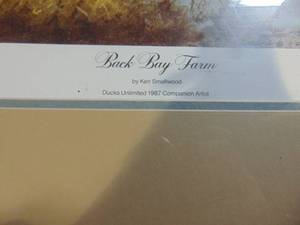 Back Bay Farm
by Ken Smallwood
Ducks Unlimited 1987 Companion Artist